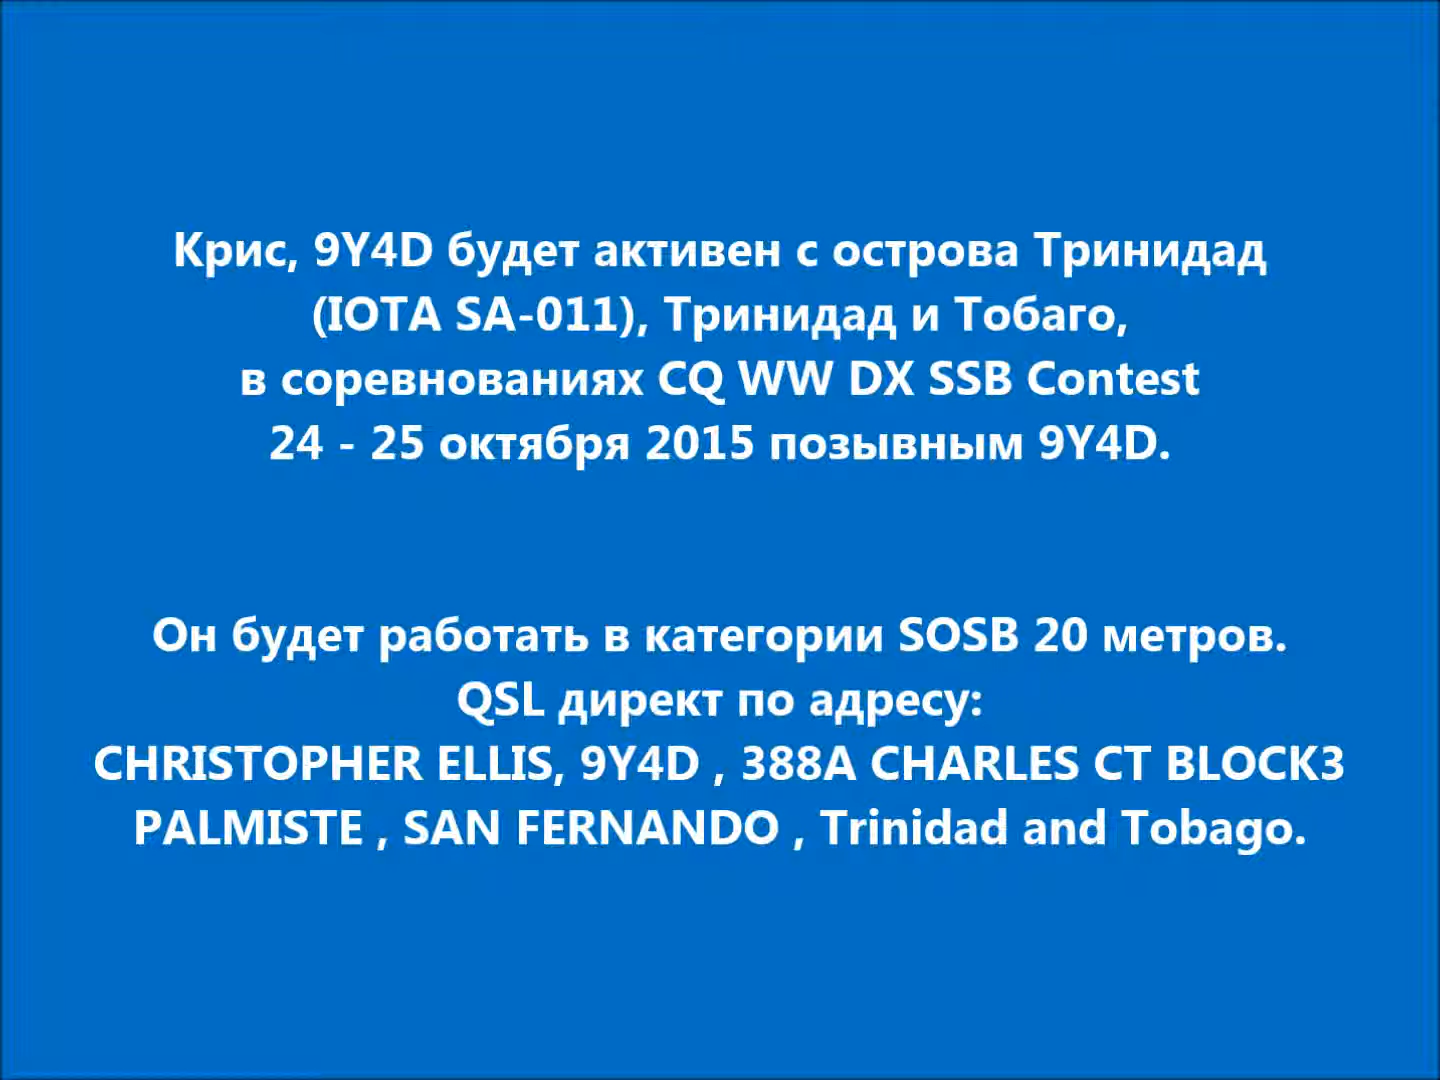 Крис, 9Y4D будет активен с острова Тринидад
(IOTA SA-011), Тринидад и Тобаго,
в соревнованиях CQ WW DX SSB Contest
24 - 25 октября 2015 позывным 9Y4D.
Он будет работать в категории SOSB 20 метров.
QSL директ по адресу:
CHRISTOPHER ELLIS, 9Y4D , 388A CHARLES CT BLOCK3
PALMISTE , SAN FERNANDO , Trinidad and Tobago.